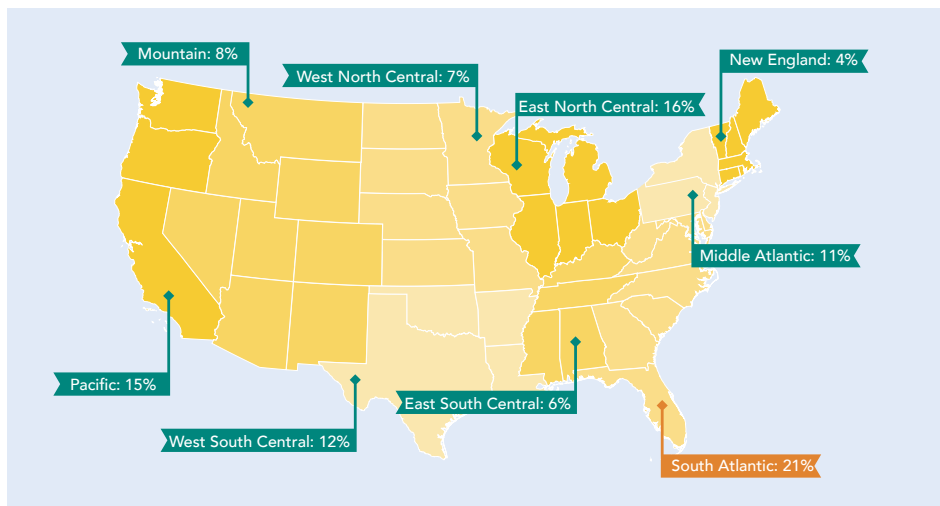 Mountain: 8%
New England: 4%
West North Central: 7%
East North Central: 16%
Middle Atlantic: 11%
Pacific: 15%
East South Central: 6%
West South Central: 12%
South Atlantic: 21%